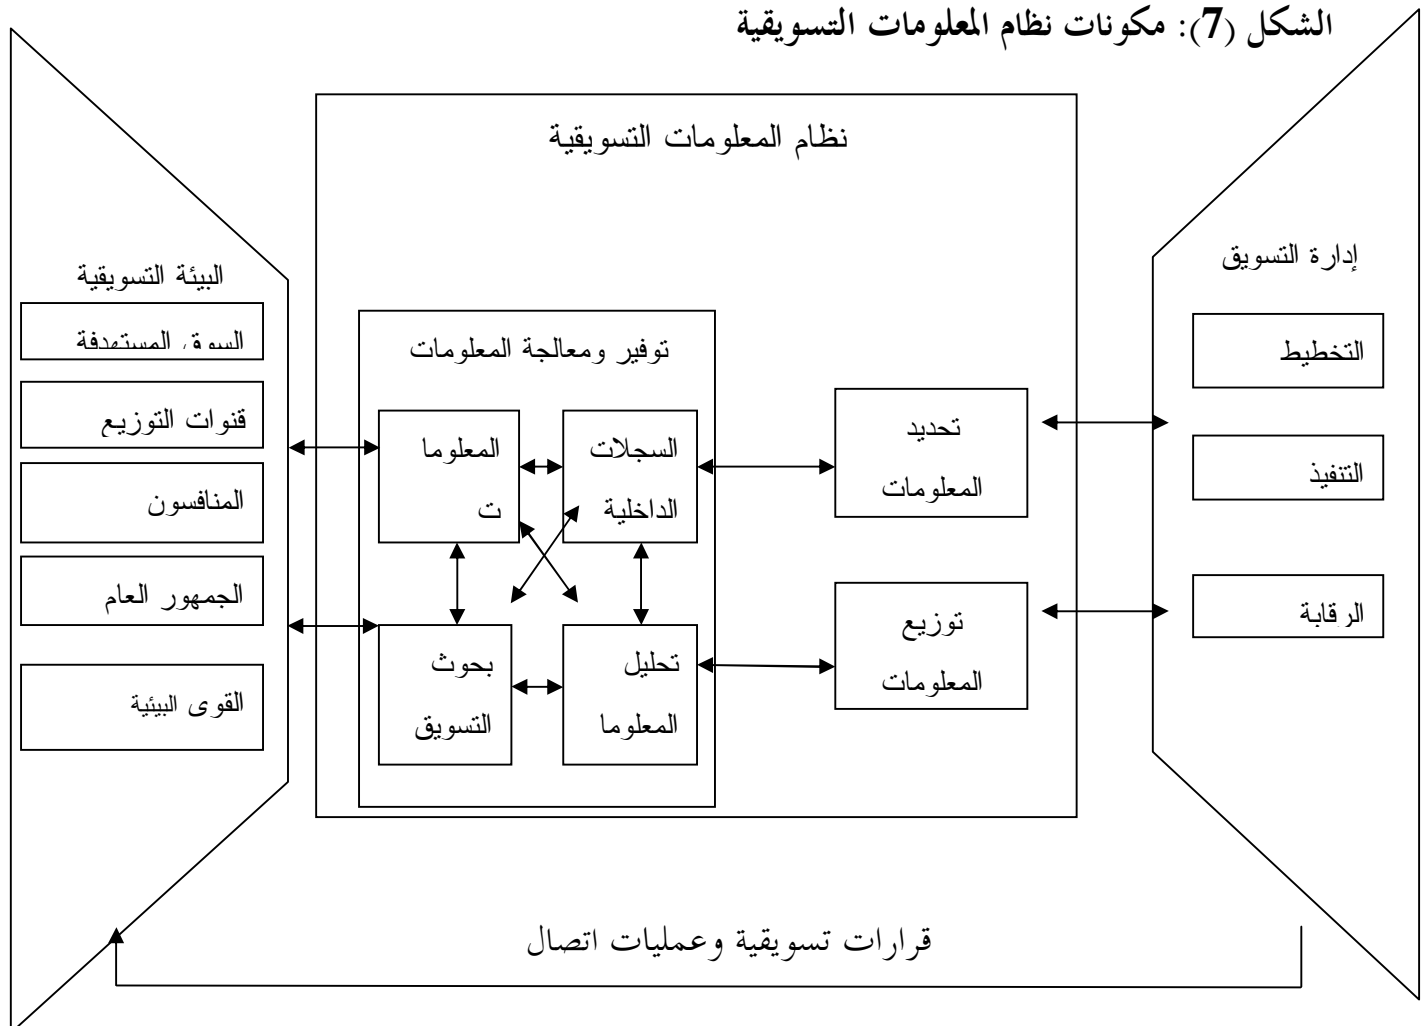 الشكل (7): مكونات نظام المعلومات التسويقية
نظام المعلومات التسويقية
إدارة التسويق
التخطيط
التنفيذ
الرقابة
تحديد
المعلومات
توزيع
المعلومات
توفير ومعالجة المعلومات
السجلات
الداخلية
المعلوما
ت
تحليل
المعلوما
بحوث
التسويق
البيئة التسويقية
السوق المستهدفة
قنوات التوزيع
المنافسون
الجمهور العام
القوى البيئية
قرارات تسويقية وعمليات اتصال